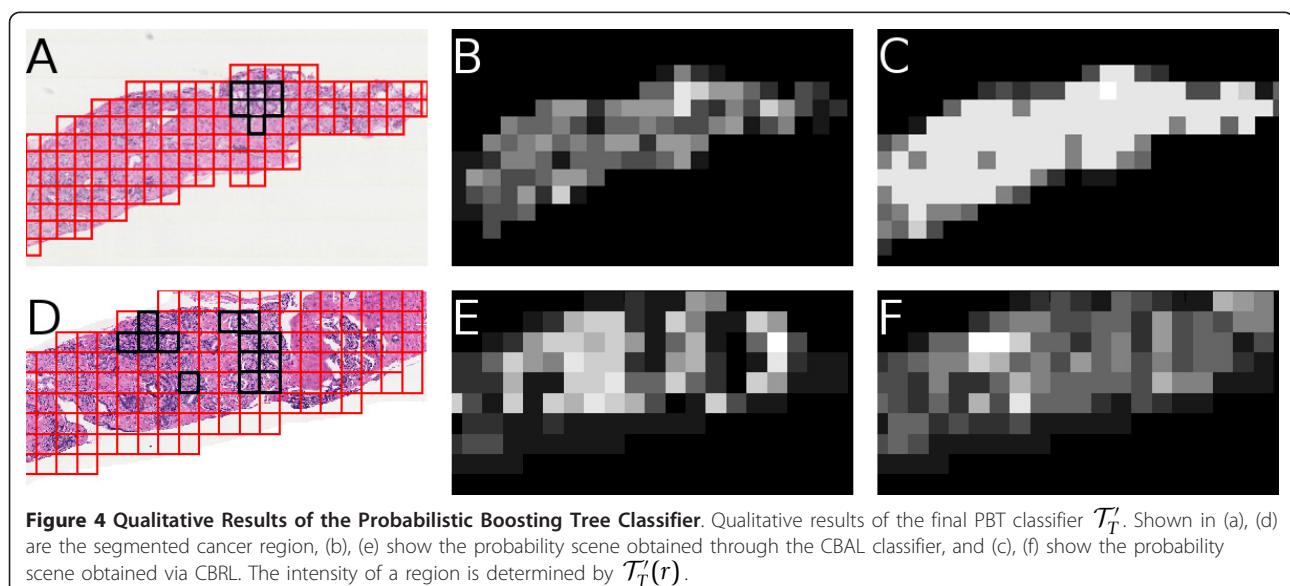 A
B
C
D
E
F
Figure 4 Qualitative Results of the Probabilistic Boosting Tree Classifier. Qualitative results of the final PBT classifier 𝒯′_T. Shown in (a), (d)
are the segmented cancer region, (b), (e) show the probability scene obtained through the CBAL classifier, and (c), (f) show the probability
scene obtained via CBRL. The intensity of a region is determined by 𝒯′_T(r).